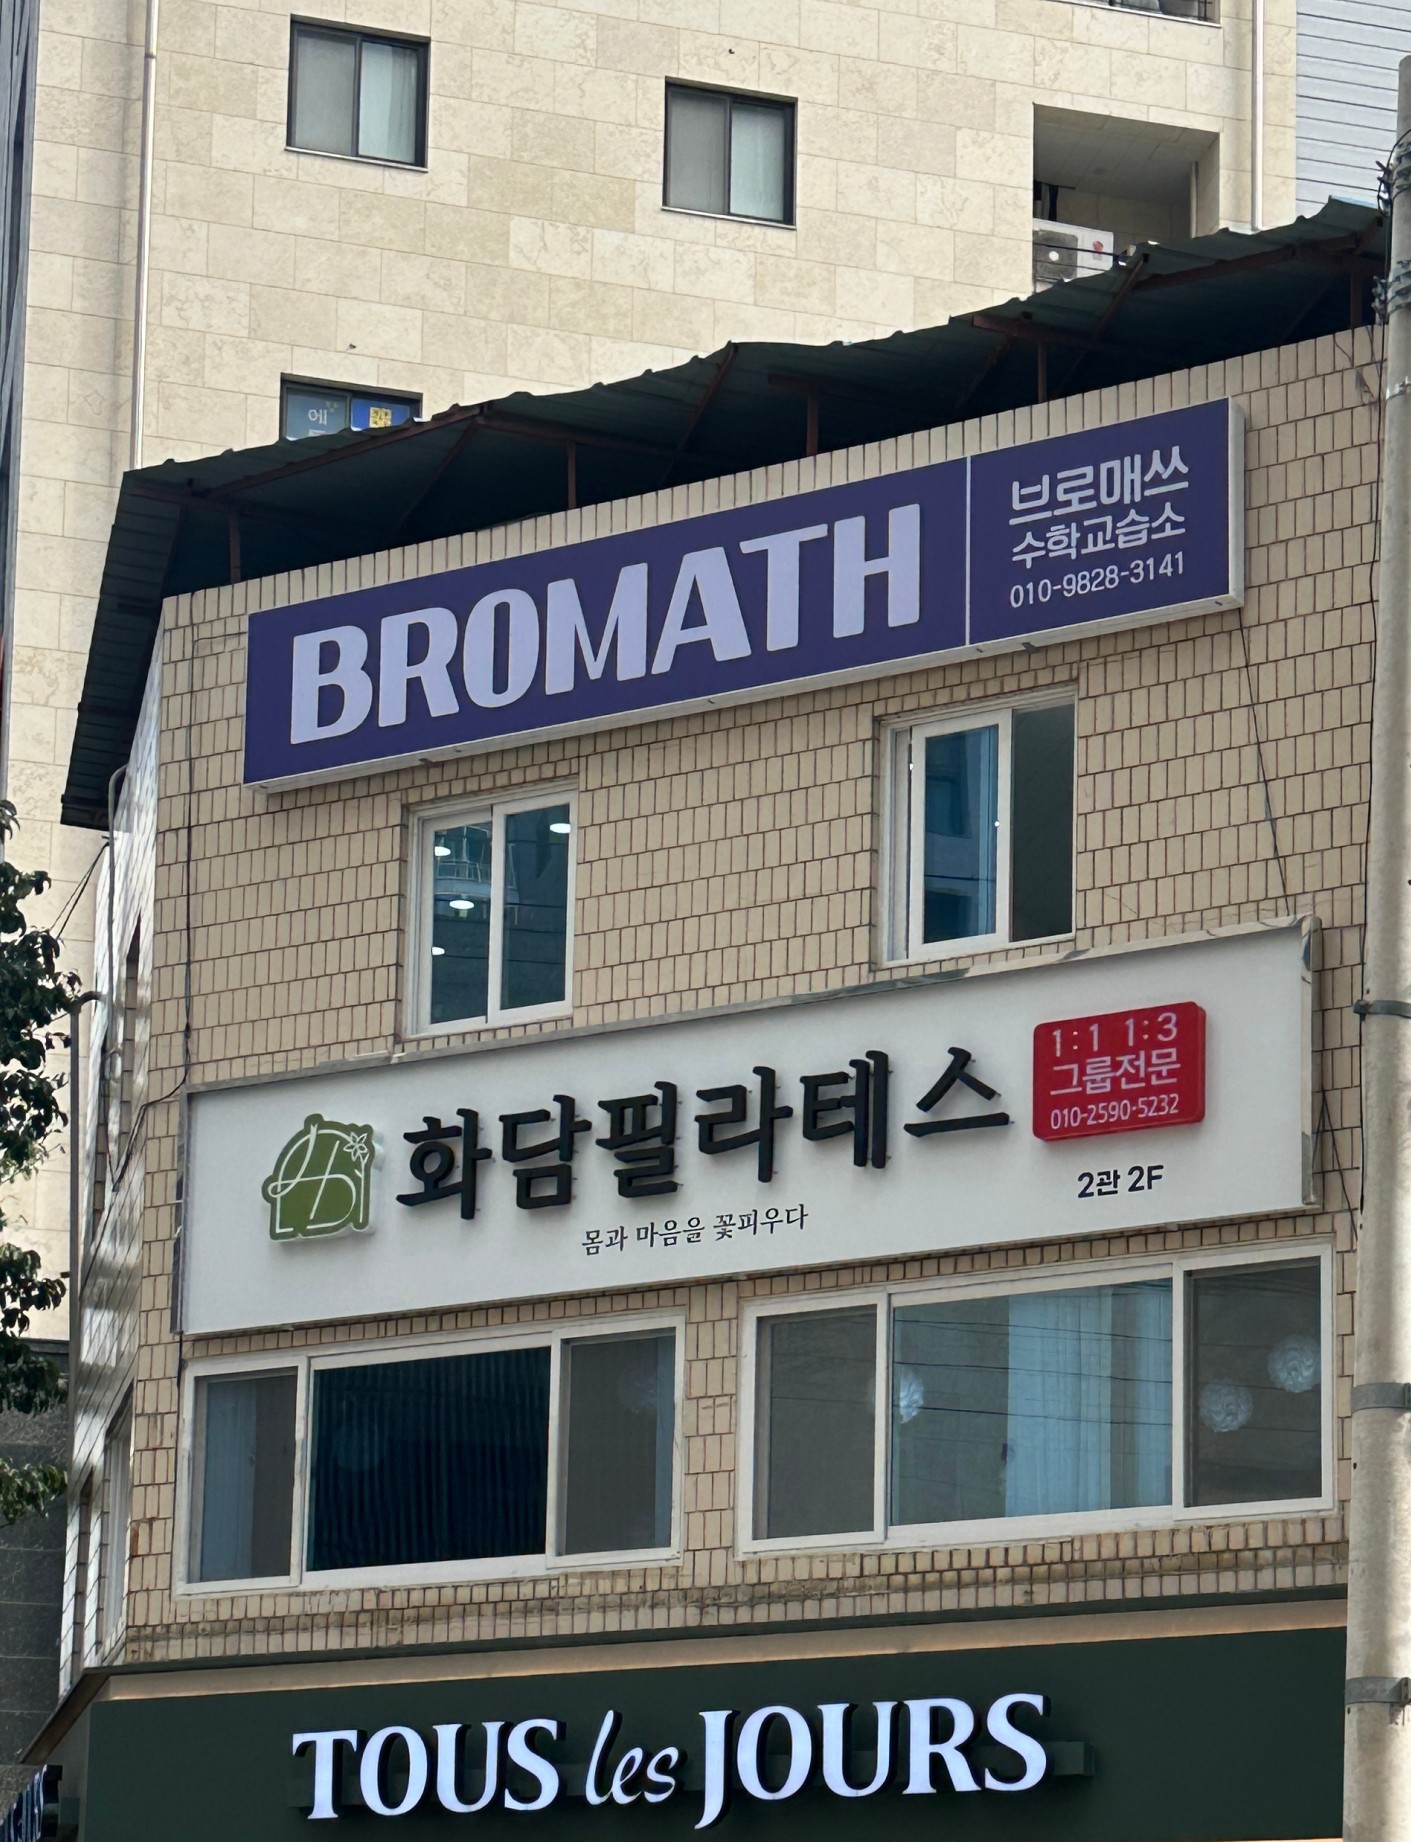 에
BROMATH
브로매쓰
수학교습소
010-9828-3141
화담필라테스
몸과 마음을 꽃피우다
1:1 1:3
그룹전문
010-2590-5232
2관 2F
TOUS les JOURS